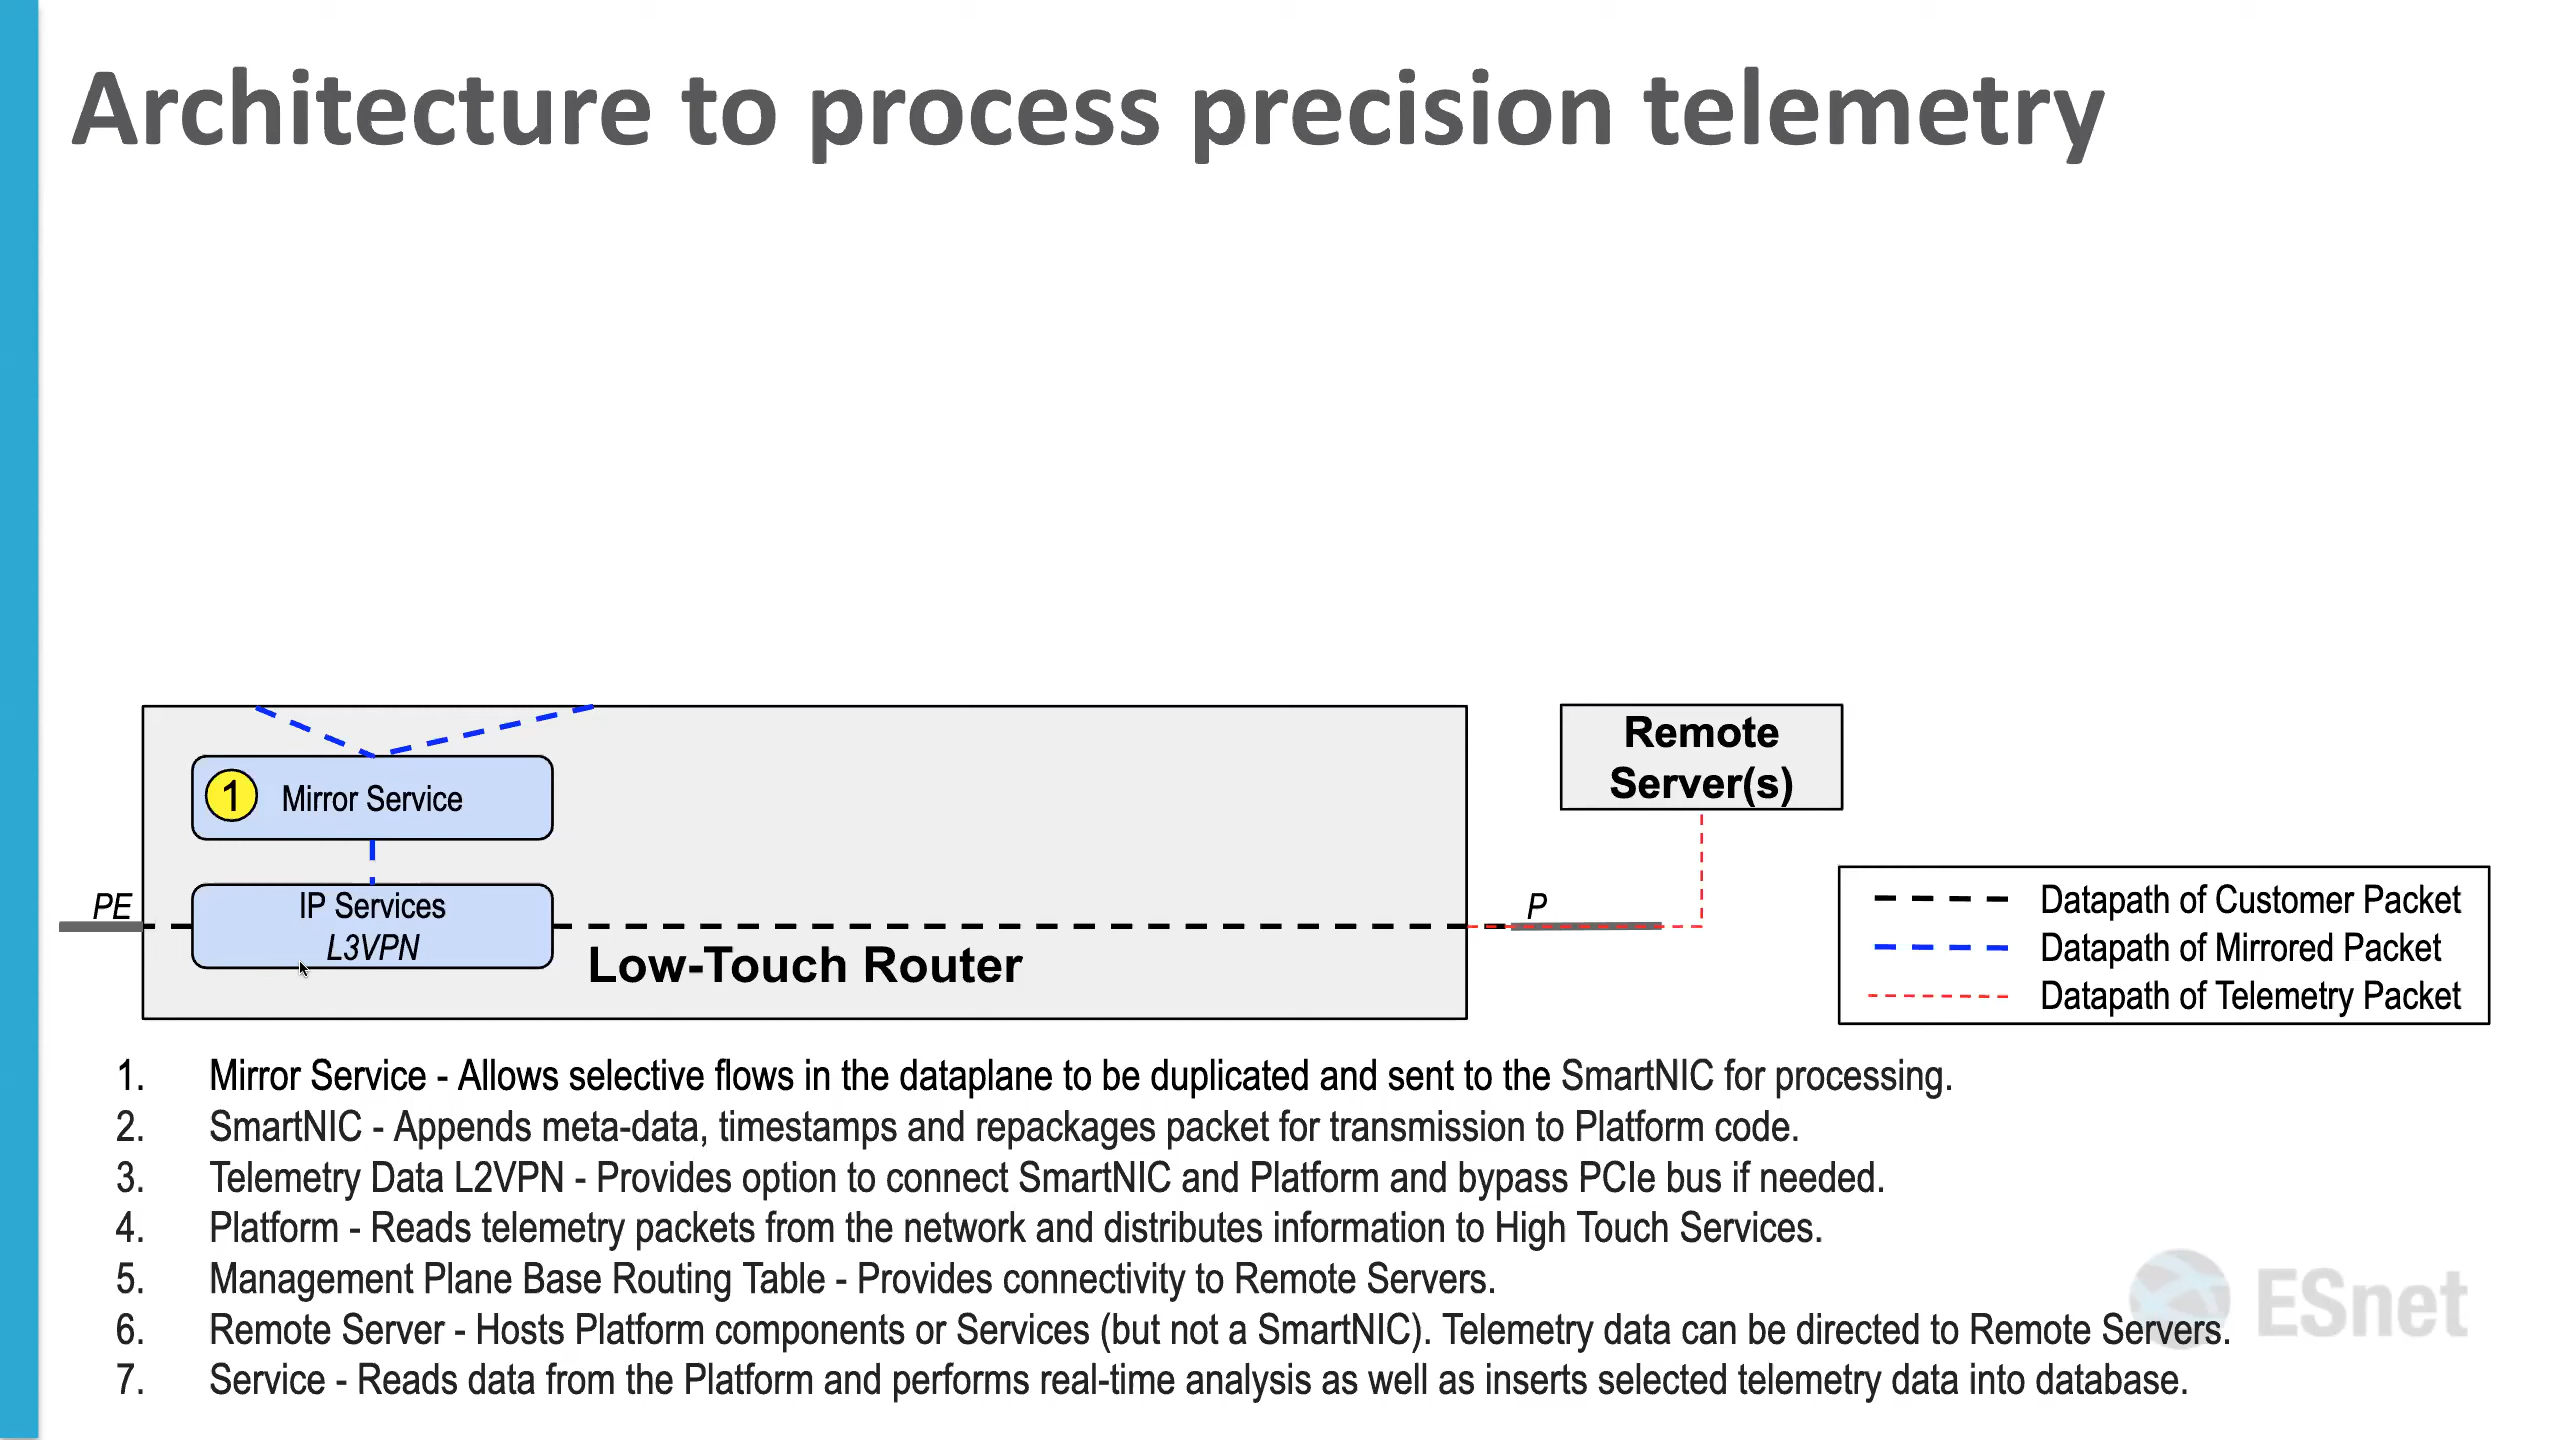 Architecture to process precision telemetry
Remote
Server(s)
1 Mirror Service
PE
IP Services
L3VPN
Low-Touch Router
P
Datapath of Customer Packet
Datapath of Mirrored Packet
Datapath of Telemetry Packet
1. Mirror Service - Allows selective flows in the dataplane to be duplicated and sent to the SmartNIC for processing.
2. SmartNIC - Appends meta-data, timestamps and repackages packet for transmission to Platform code.
3. Telemetry Data L2VPN - Provides option to connect SmartNIC and Platform and bypass PCIe bus if needed.
4. Platform - Reads telemetry packets from the network and distributes information to High Touch Services.
5. Management Plane Base Routing Table - Provides connectivity to Remote Servers.
6. Remote Server - Hosts Platform components or Services (but not a SmartNIC). Telemetry data can be directed to Remote Servers.
7. Service - Reads data from the Platform and performs real-time analysis as well as inserts selected telemetry data into database.
ESnet